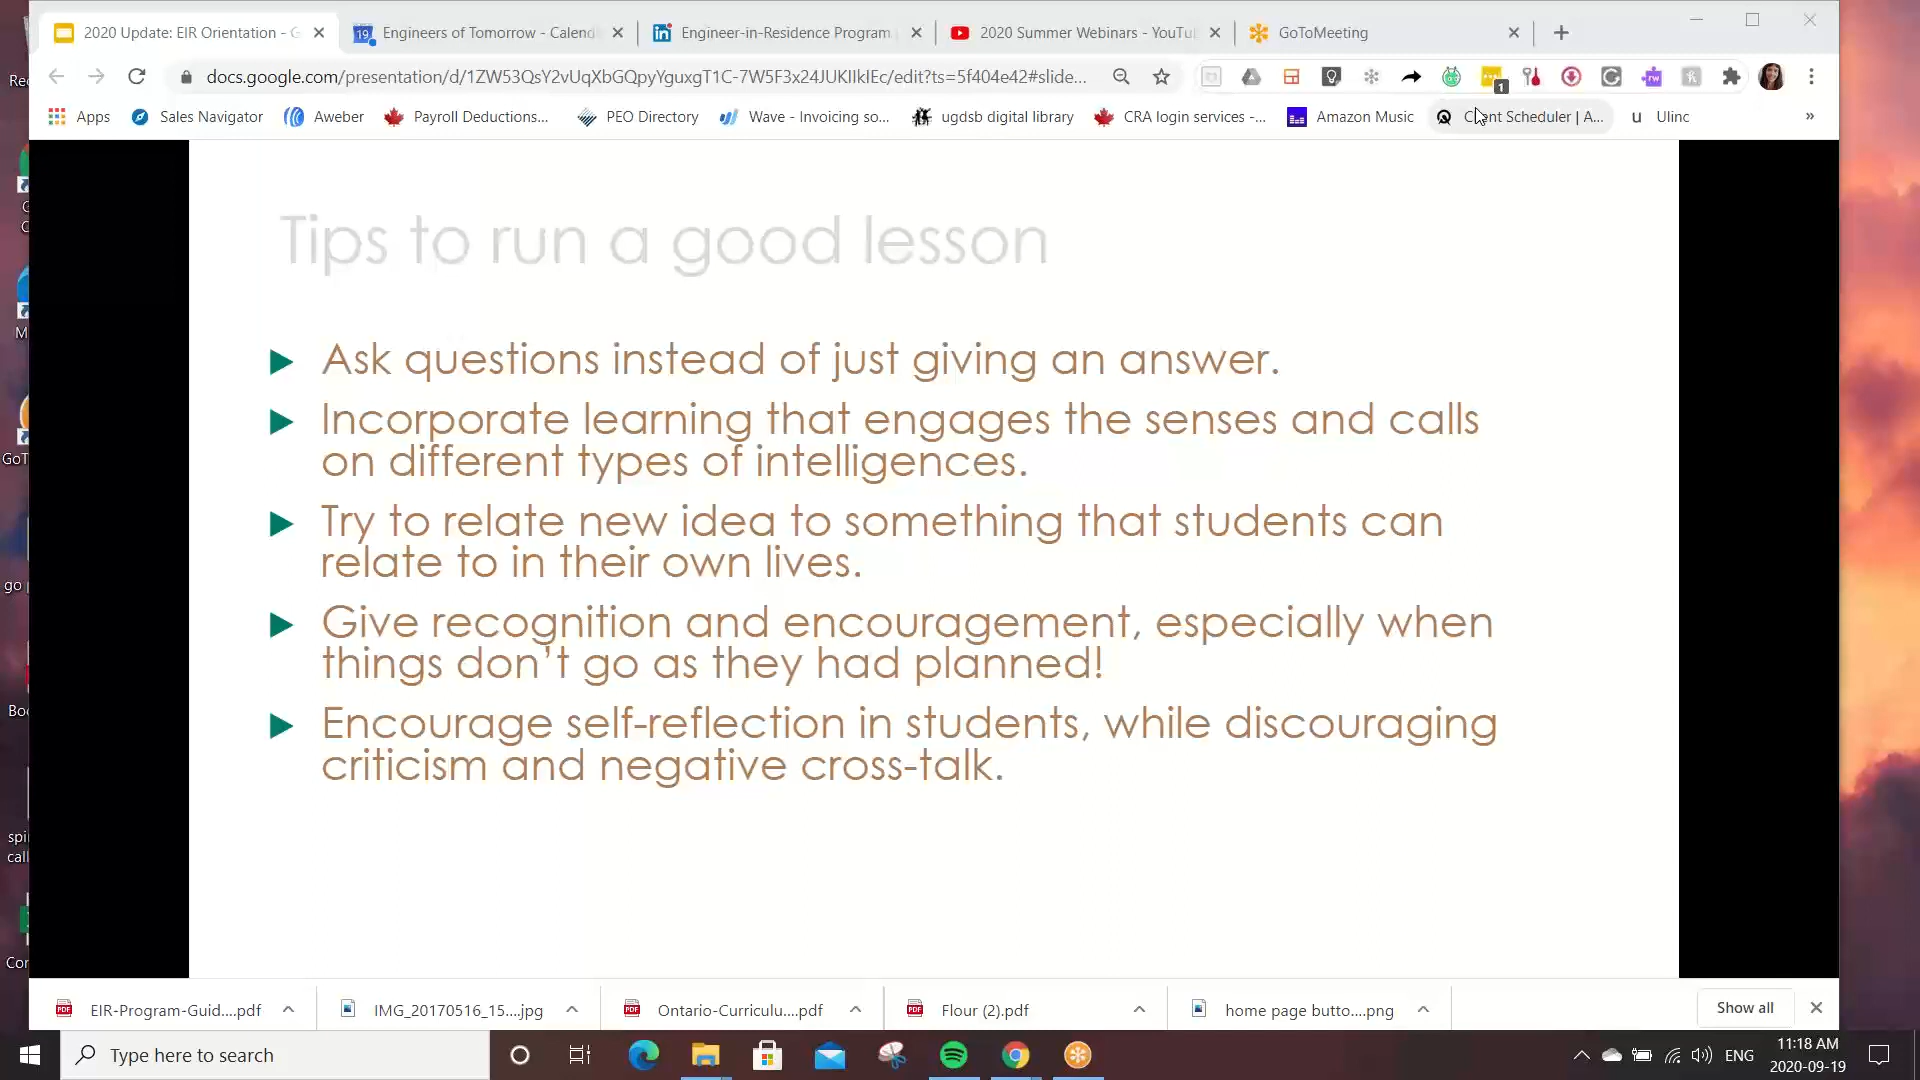 2020 Update: EIR Orientation - G
Engineers of Tomorrow - Calend
Engineer-in-Residence Program
2020 Summer Webinars - YouTu
GoToMeeting
docs.google.com/presentation/d/1ZW53QsY2vUqXbGQpyYguxgT1C-7W5F3x24JUKIIkIEc/edit?ts=5f404e42#slide...
Apps
Sales Navigator
Aweber
Payroll Deductions...
PEO Directory
Wave - Invoicing so...
ugdsb digital library
CRA login services -...
Amazon Music
Client Scheduler | A...
Ulinc
Tips to run a good lesson
Ask questions instead of just giving an answer.
Incorporate learning that engages the senses and calls
on different types of intelligences.
Try to relate new idea to something that students can
relate to in their own lives.
Give recognition and encouragement, especially when
things don't go as they had planned!
Encourage self-reflection in students, while discouraging
criticism and negative cross-talk.
EIR-Program-Guid....pdf
IMG_20170516_15....jpg
Ontario-Curriculu....pdf
Flour (2).pdf
home page butto....png
Show all
Type here to search
ENG
11:18 AM
2020-09-19